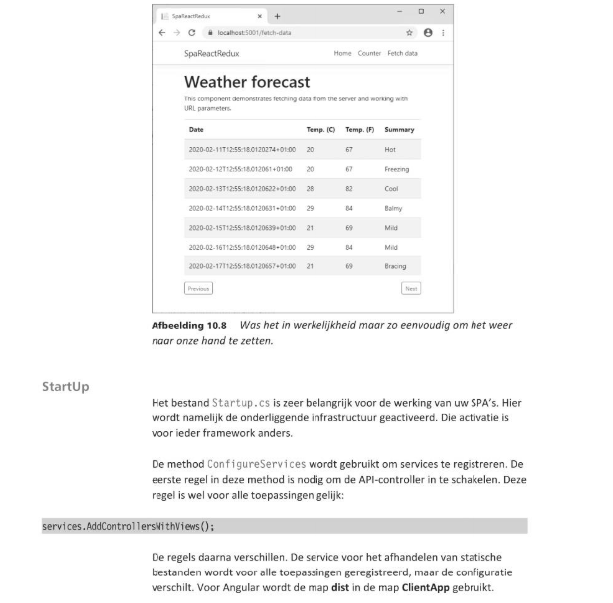 SpaReactRedux
localhost:5001/fetch-data
SpaReactRedux Home Counter Fetch data
Weather forecast
This component demonstrates fetching data from the server and working with
URL parameters.
Date Temp. (C) Temp. (F) Summary
2020-02-11T12:55:18.0120274+01:00 20 67 Hot
2020-02-12T12:55:18.012061+01:00 20 67 Freezing
2020-02-13T12:55:18.0120622+01:00 28 82 Cool
2020-02-14T12:55:18.0120631+01:00 29 84 Balmy
2020-02-15T12:55:18.0120639+01:00 21 69 Mild
2020-02-16T12:55:18.0120648+01:00 29 84 Mild
2020-02-17T12:55:18.0120657+01:00 21 69 Bracing
Previous Next
Afbeelding 10.8 Was het in werkelijkheid maar zo eenvoudig om het weer
naar onze hand te zetten.
StartUp
Het bestand Startup.cs is zeer belangrijk voor de werking van uw SPA's. Hier
wordt namelijk de onderliggende infrastructuur geactiveerd. Die activatie is
voor ieder framework anders.
De method ConfigureServices wordt gebruikt om services te registreren. De
eerste regel in deze method is nodig om de API-controller in te schakelen. Deze
regel is wel voor alle toepassingen gelijk:
services.AddControllersWithViews();
De regels daarna verschillen. De service voor het afhandelen van statische
bestanden wordt voor alle toepassingen geregistreerd, maar de configuratie
verschilt. Voor Angular wordt de map dist in de map ClientApp gebruikt.